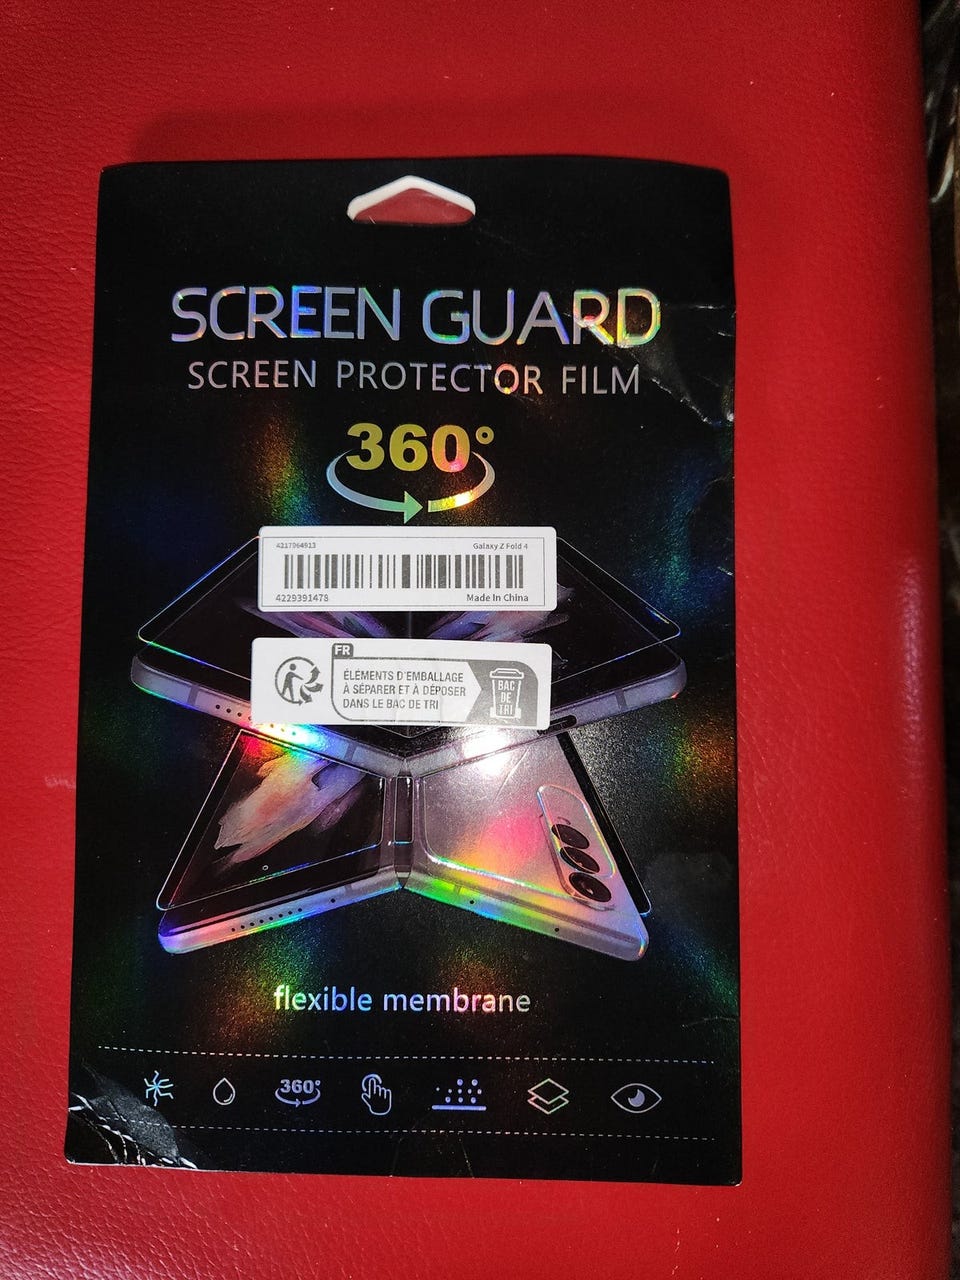 SCREEN GUARD
SCREEN PROTECTOR FILM
360°
4217064913 Galaxy Z Fold 4
4229391478 Made In China
FR
ÉLÉMENTS D'EMBALLAGE
À SÉPARER ET À DÉPOSER
DANS LE BAC DE TRI
BAC
DE
TRI
flexible membrane
360°